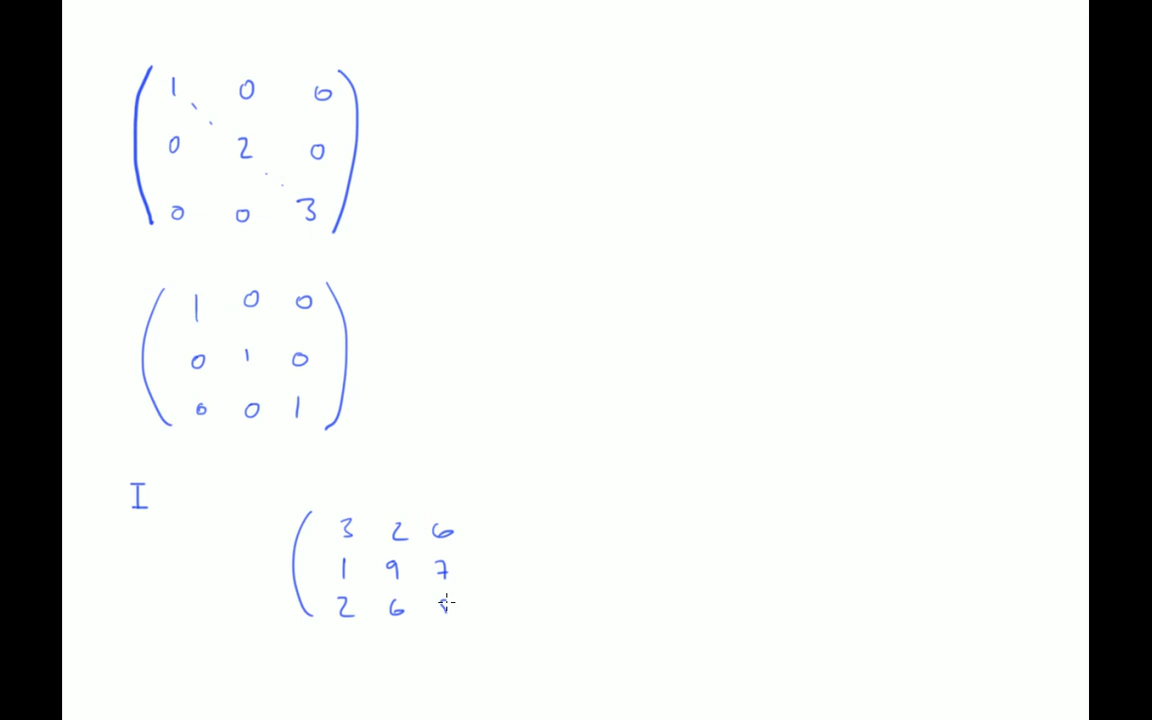 1 0 0
0 2 0
0 0 3
1 0 0
0 1 0
0 0 1
I
3 2 6
1 9 7
2 6